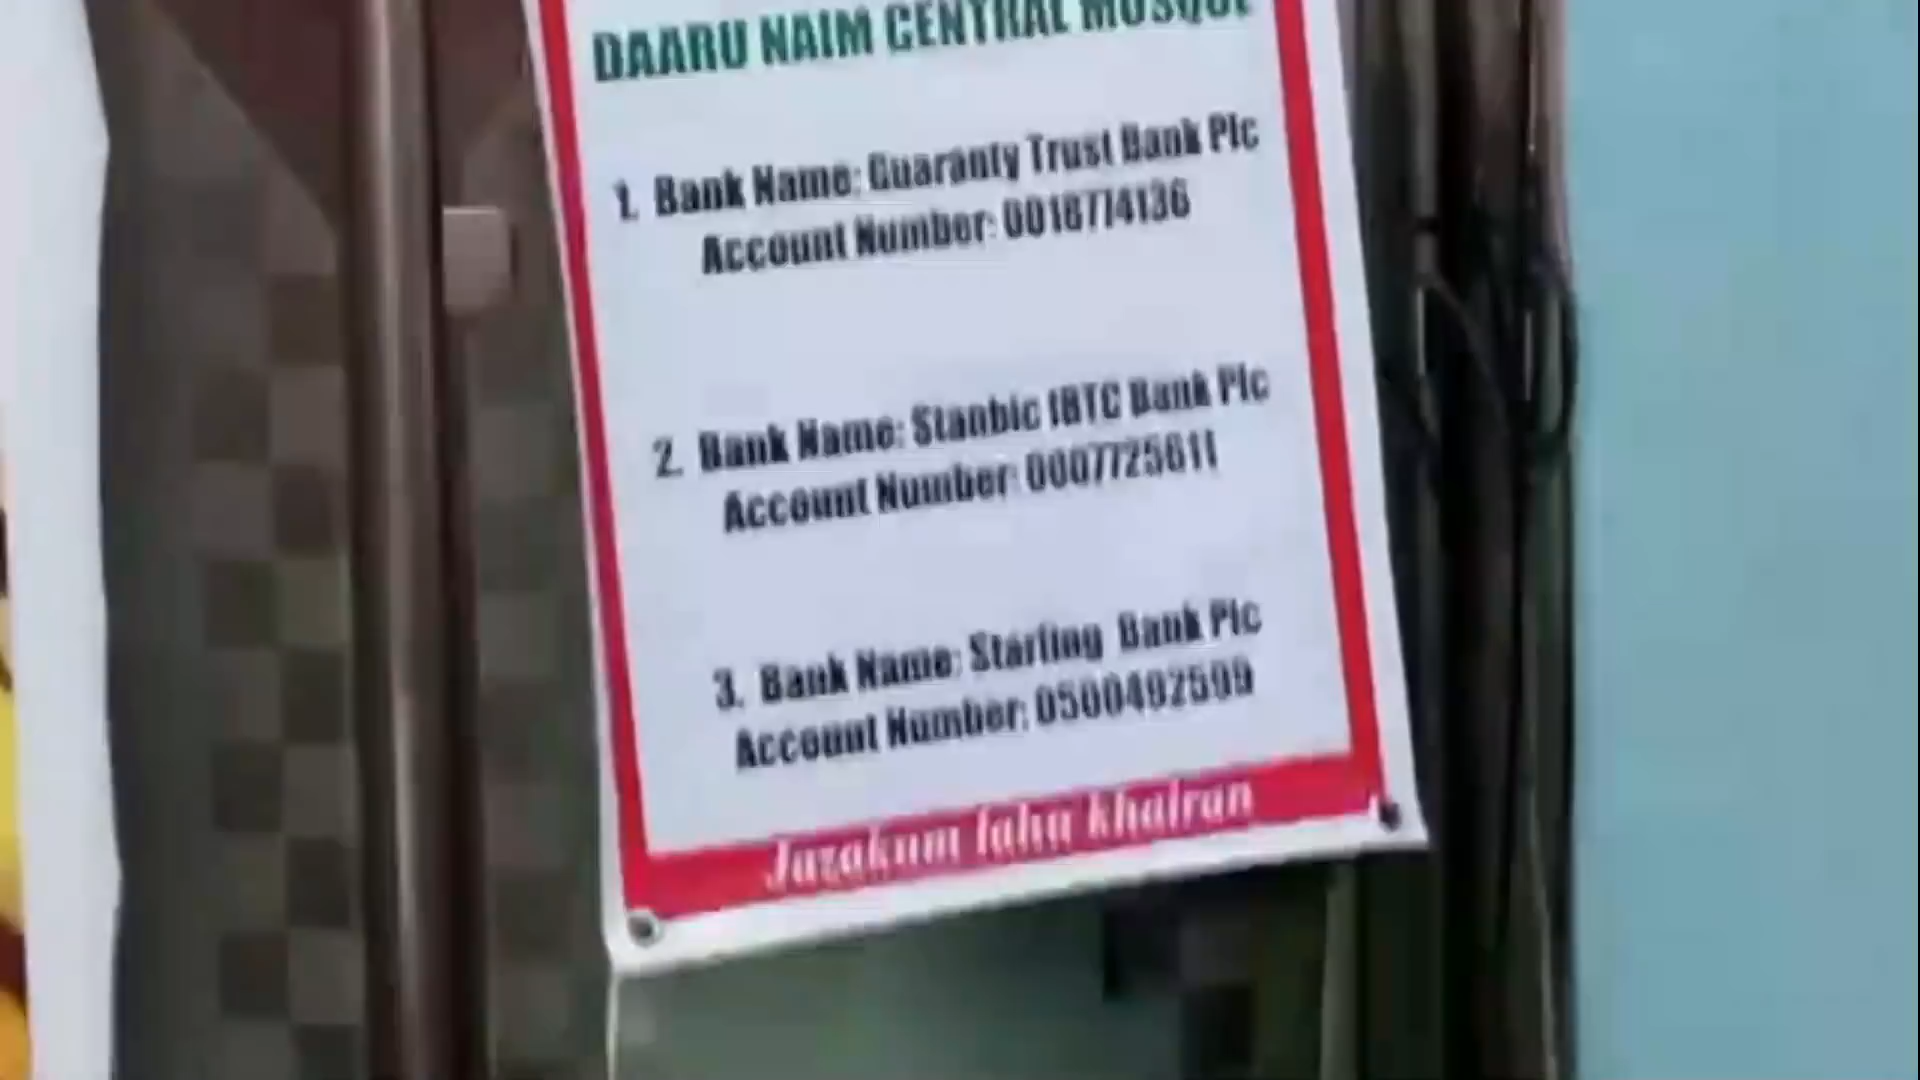 DAARU NAIM CENTRAL MOSQUE
1. Bank Name: Guaranty Trust Bank Plc
Account Number: 0016774136
2. Bank Name: Stanbic IBTC Bank Plc
Account Number: 0007725611
3. Bank Name: Starling Bank Plc
Account Number: 0500492599
Jazakum lahu khairan